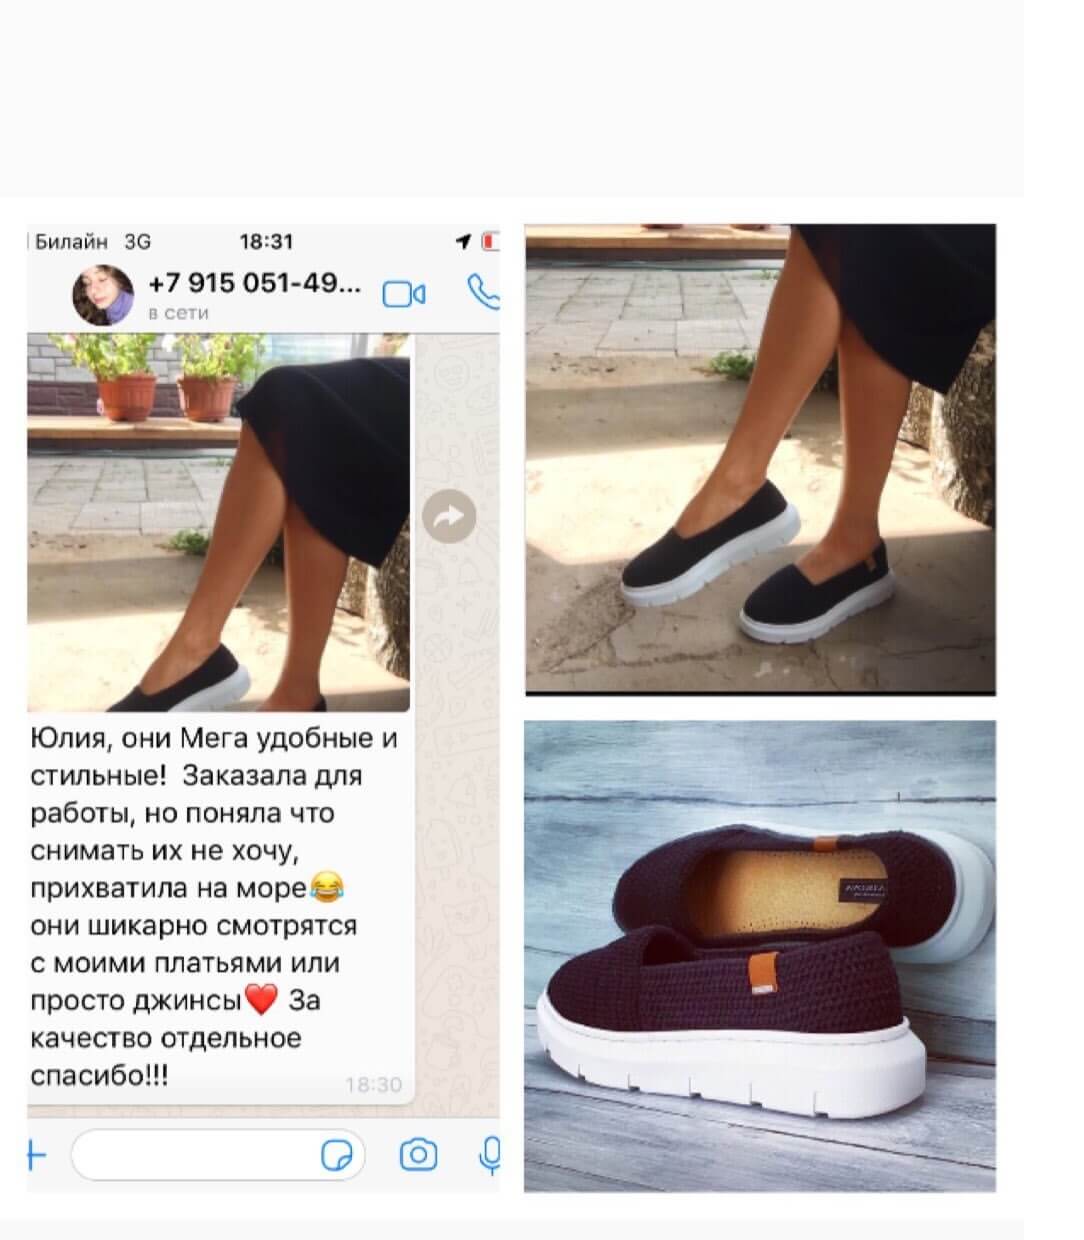 Билайн 3G 18:31
+7 915 051-49...
в сети
Юлия, они Мега удобные и
стильные!  Заказала для
работы, но поняла что
снимать их не хочу,
прихватила на море😂
они шикарно смотрятся
с моими платьями или
просто джинсы❤️ За
качество отдельное
спасибо!!!
18:30